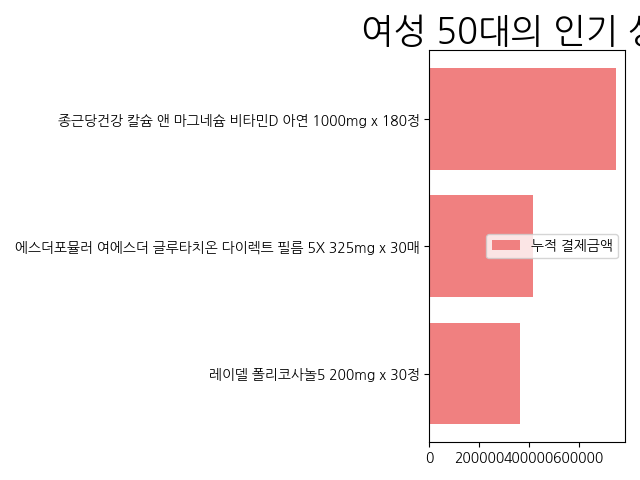 여성 50대의 인기
종근당건강 칼슘 앤 마그네슘 비타민D 아연 1000mg x 180정
에스더포뮬러 여에스더 글루타치온 다이렉트 필름 5X 325mg x 30매
누적 결제금액
레이델 폴리코사놀5 200mg x 30정
0 200000 400000 600000